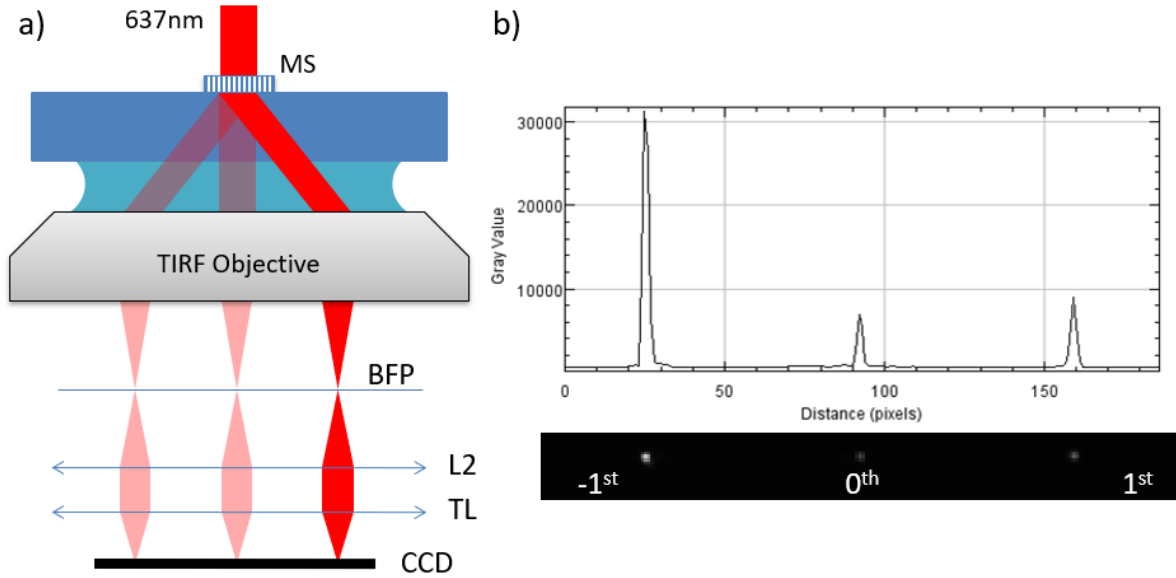 a)
637nm
MS
TIRF Objective
BFP
L2
TL
CCD
b)
30000
20000
10000
Gray Value
0
50
100
150
Distance (pixels)
-1st
0th
1st